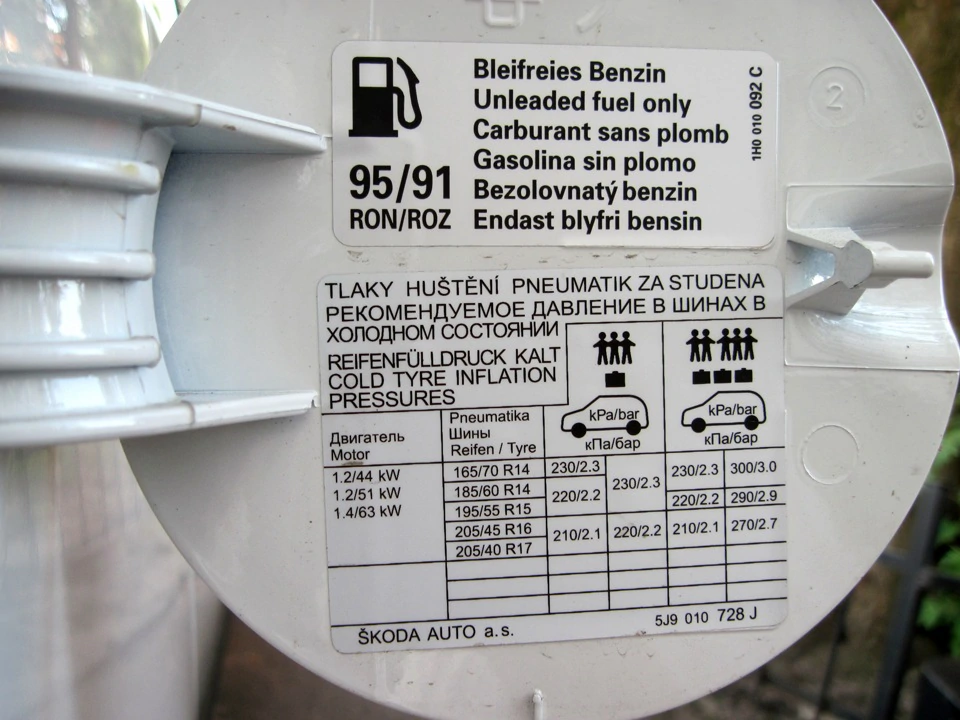 Bleifreies Benzin
Unleaded fuel only
Carburant sans plomb
Gasolina sin plomo
95/91 Bezolovnatý benzin
RON/ROZ Endast blyfri bensin
1H0 010 092 C
2
TLAKY HUŠTĚNÍ PNEUMATIK ZA STUDENA
РЕКОМЕНДУЕМОЕ ДАВЛЕНИЕ В ШИНАХ В
ХОЛОДНОМ СОСТОЯНИИ
REIFENFÜLLDRUCK KALT
COLD TYRE INFLATION
PRESSURES
Двигатель
Motor
Pneumatika
Шины
Reifen / Tyre
kPa/bar
кПа/бар
kPa/bar
кПа/бар
1.2/44 kW 165/70 R14 230/2.3 230/2.3 230/2.3 300/3.0
1.2/51 kW 185/60 R14 220/2.2 220/2.2 290/2.9
1.4/63 kW 195/55 R15
205/45 R16 210/2.1 220/2.2 210/2.1 270/2.7
205/40 R17
ŠKODA AUTO a.s. 5J9 010 728 J